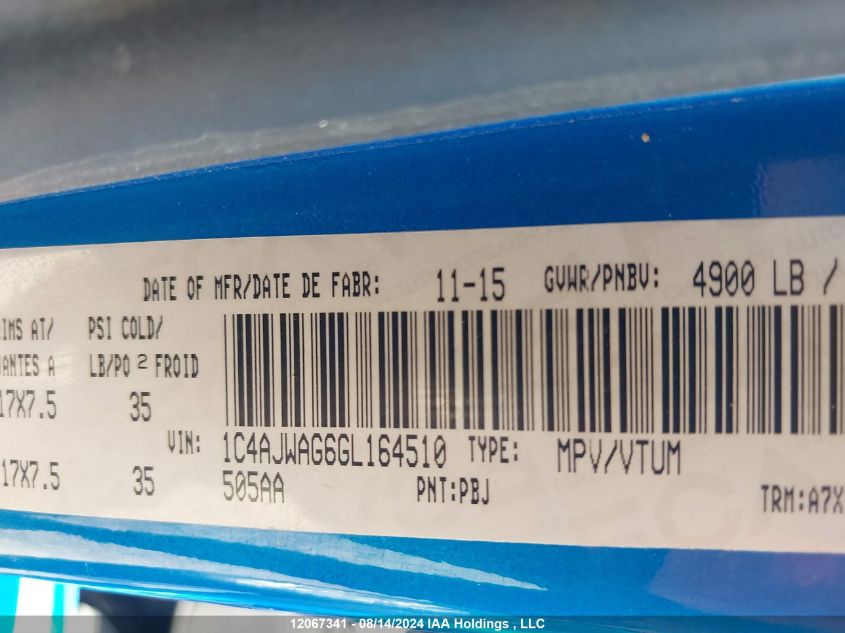 DATE OF MFR/DATE DE FABR: 11-15 GVWR/PNBV: 4900 LB /
IMS AT/ PSI COLD/
ANTES A LB/PO 2 FROID
17X7.5 35
VIN: 1C4AJWAG6GL164510 TYPE: MPV/VTUM
17X7.5 35 505AA PNT:PBJ TRM:A7X
12067341 - 08/14/2024 IAA Holdings , LLC